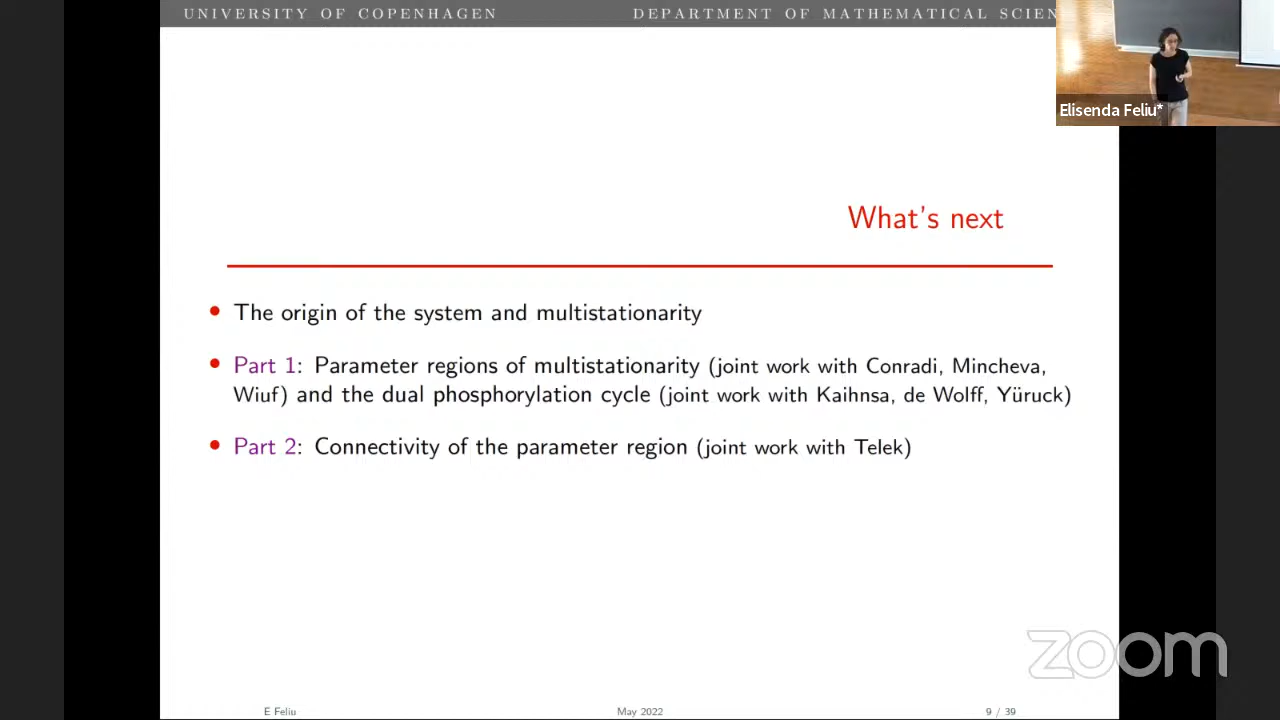 UNIVERSITY OF COPENHAGEN
DEPARTMENT OF MATHEMATICAL SCIEN
Elisenda Feliu*
What's next
• The origin of the system and multistationarity
• Part 1: Parameter regions of multistationarity (joint work with Conradi, Mincheva,
Wiuf) and the dual phosphorylation cycle (joint work with Kaihnsa, de Wolff, Yürück)
• Part 2: Connectivity of the parameter region (joint work with Telek)
zoom
E Feliu
May 2022
9 / 39